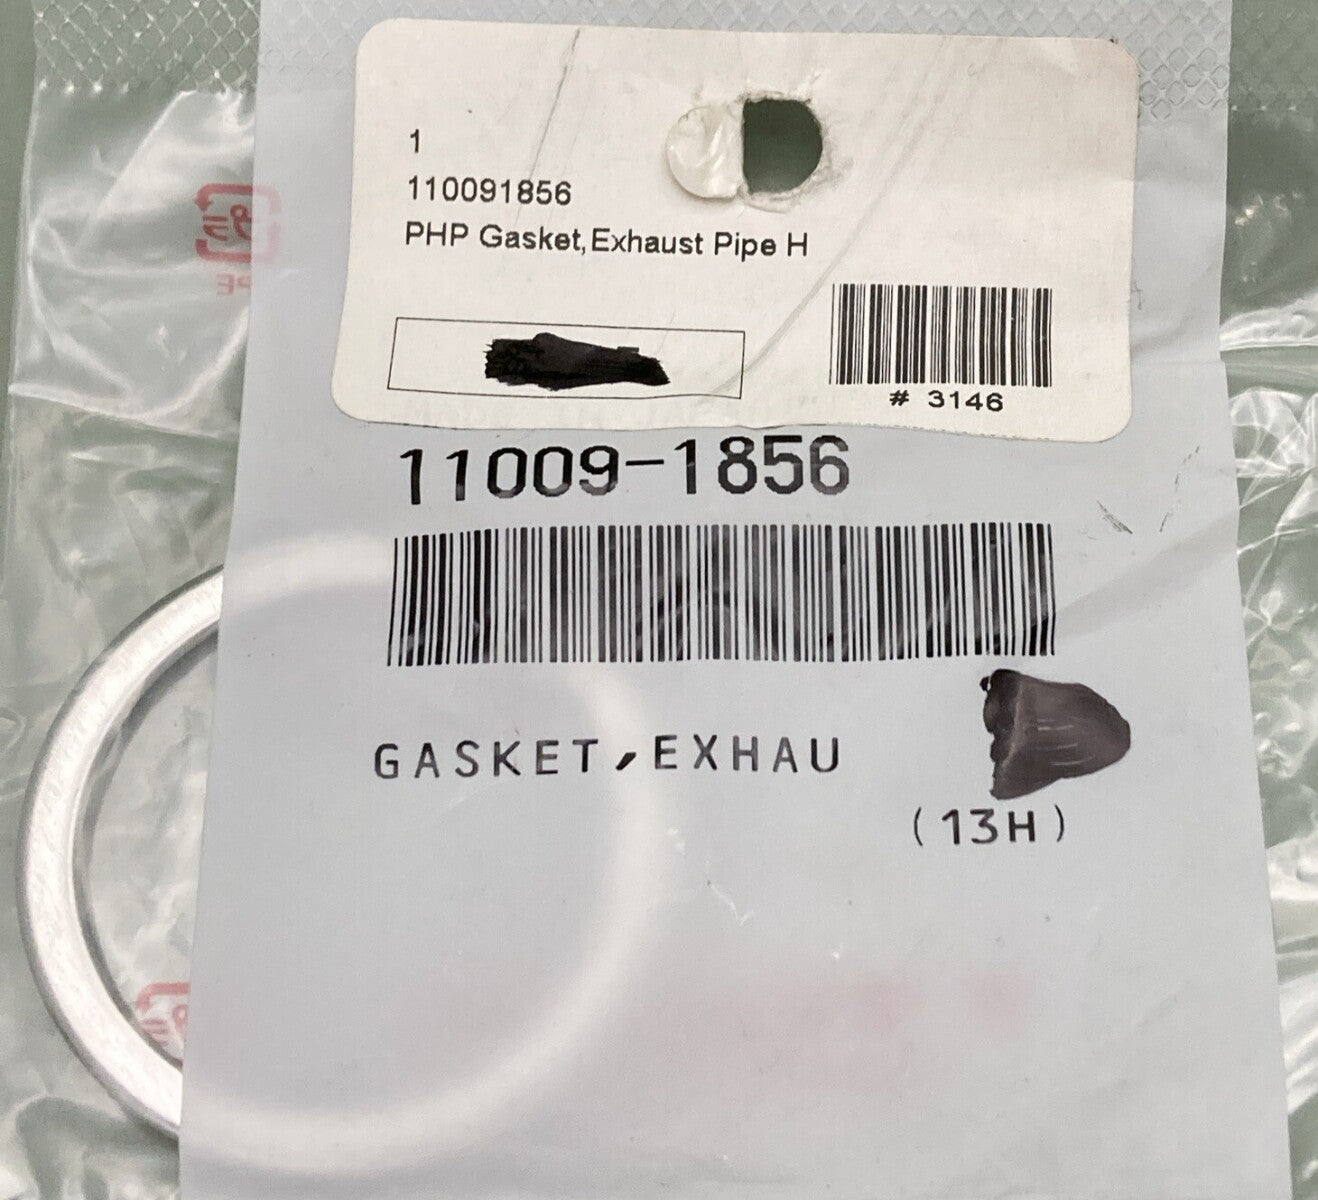 1
110091856
PHP Gasket,Exhaust Pipe H
# 3146
11009-1856
GASKET,EXHAU
(13H)